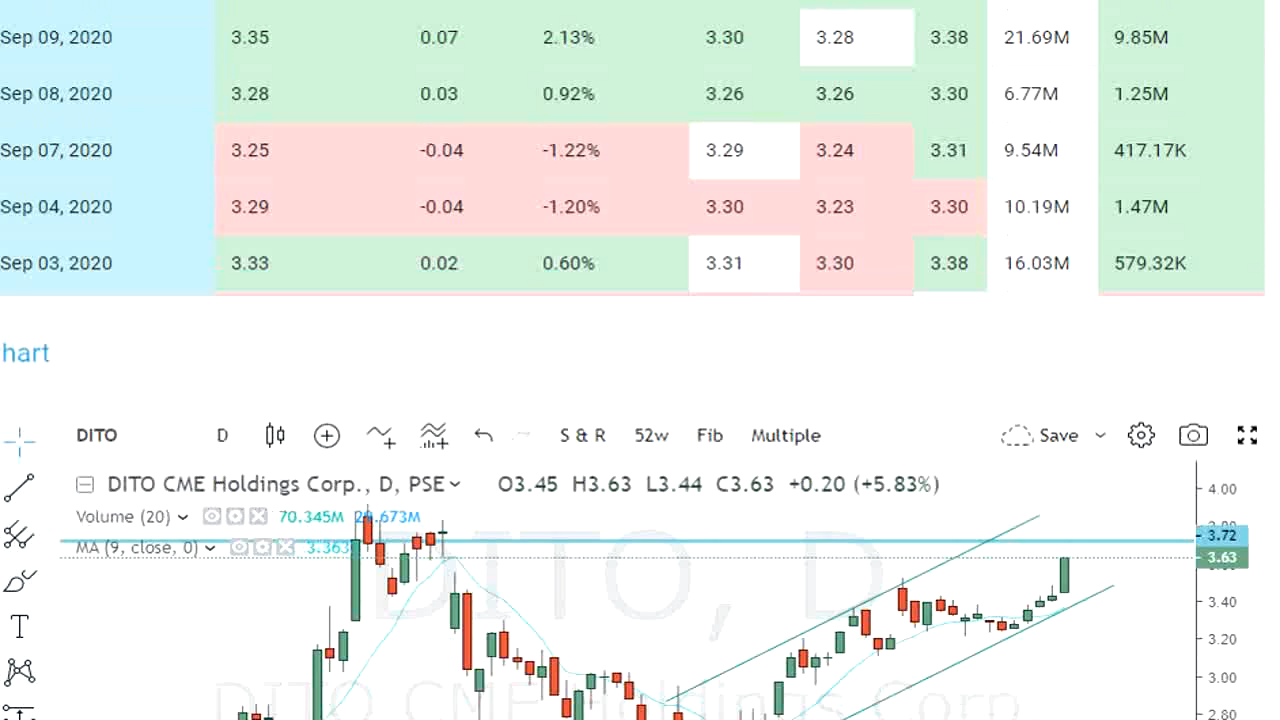 Sep 09, 2020 3.35 0.07 2.13% 3.30 3.28 3.38 21.69M 9.85M
Sep 08, 2020 3.28 0.03 0.92% 3.26 3.26 3.30 6.77M 1.25M
Sep 07, 2020 3.25 -0.04 -1.22% 3.29 3.24 3.31 9.54M 417.17K
Sep 04, 2020 3.29 -0.04 -1.20% 3.30 3.23 3.30 10.19M 1.47M
Sep 03, 2020 3.33 0.02 0.60% 3.31 3.30 3.38 16.03M 579.32K
hart
DITO D S & R 52w Fib Multiple Save
DITO CME Holdings Corp., D, PSE O3.45 H3.63 L3.44 C3.63 +0.20 (+5.83%)
4.00
Volume (20) 70.345M
3.72
MA (9, close, 0) 3.363
3.63
DITO, D
3.40
T
3.20
3.00
DITO CME Holdings Corp
2.80